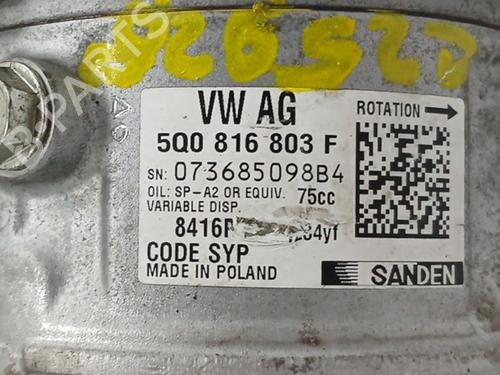 VW AG
ROTATION
5Q0 816 803 F
SN: 073685098B4
OIL: SP-A2 OR EQUIV. 75cc
VARIABLE DISP.
CODE SYP
MADE IN POLAND
SANDEN